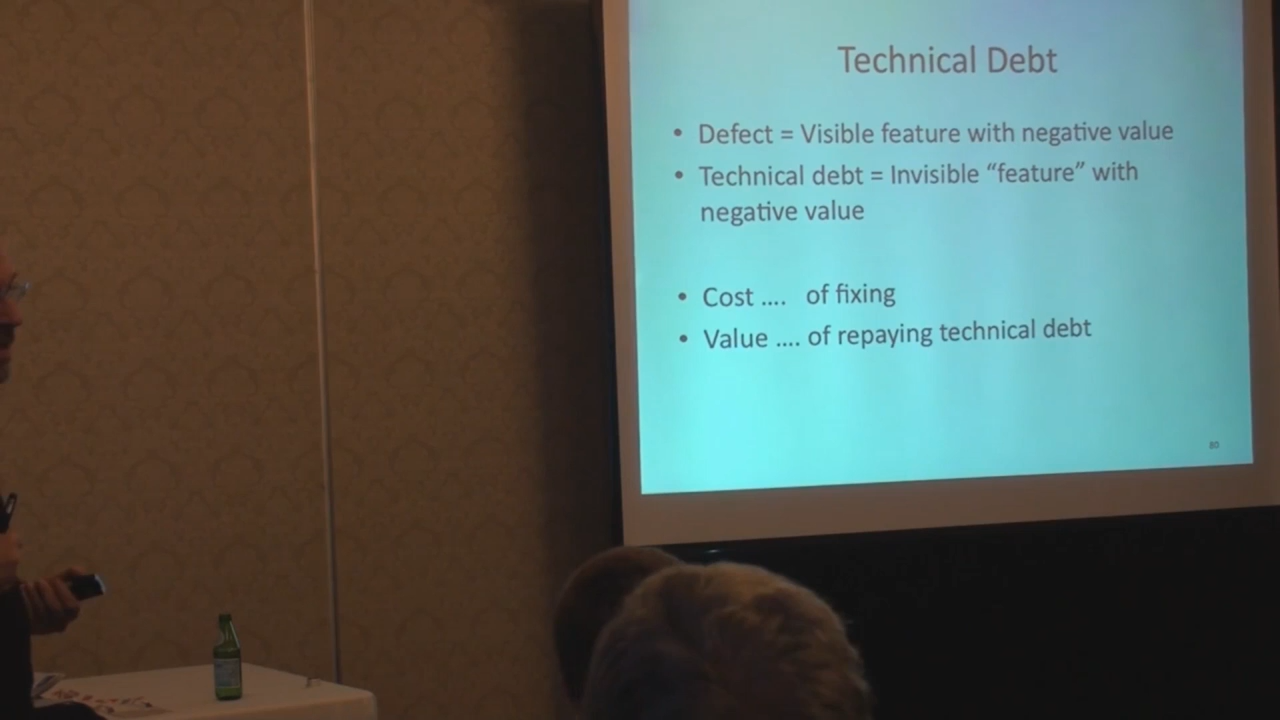 Technical Debt
• Defect = Visible feature with negative value
• Technical debt = Invisible “feature” with
negative value
• Cost .... of fixing
• Value .... of repaying technical debt
80